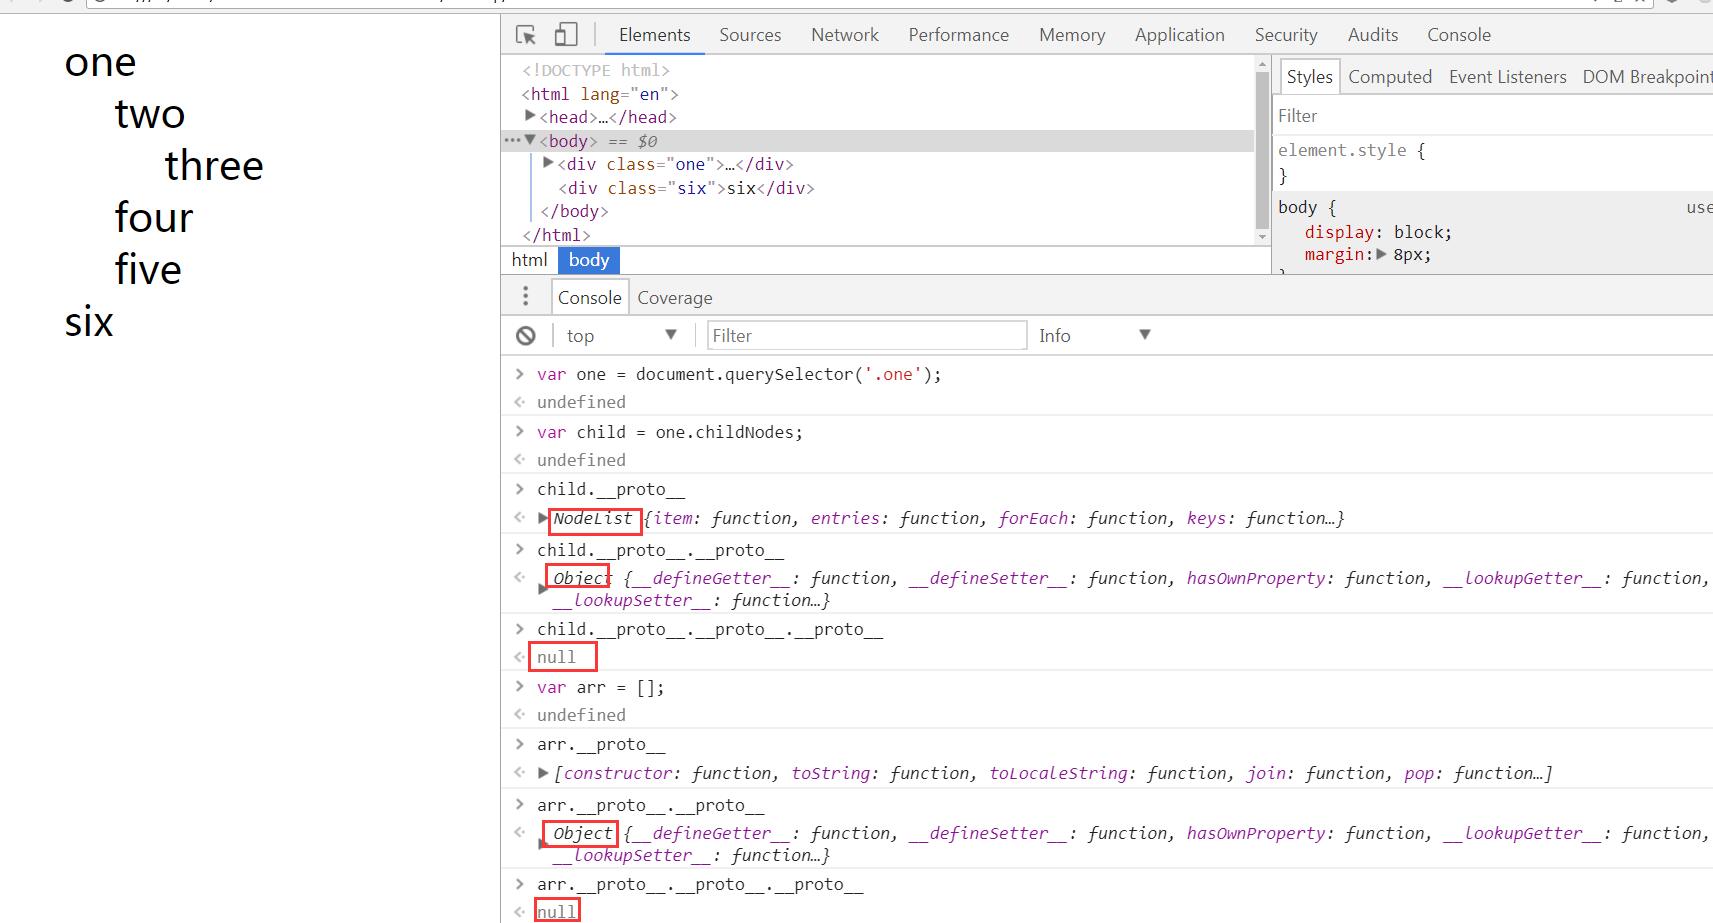 one
two
three
four
five
six
Elements Sources Network Performance Memory Application Security Audits Console
<!DOCTYPE html>
<html lang="en">
<head>…</head>
<body> == $0
<div class="one">…</div>
<div class="six">six</div>
</body>
</html>
html body
Styles Computed Event Listeners DOM Breakpoint
Filter
element.style {
}
body { use
display: block;
margin: 8px;
}
Console Coverage
top Filter Info
var one = document.querySelector('.one');
undefined
var child = one.childNodes;
undefined
child.__proto__
NodeList {item: function, entries: function, forEach: function, keys: function…}
child.__proto__.__proto__
Object {__defineGetter__: function, __defineSetter__: function, hasOwnProperty: function, __lookupGetter__: function,
__lookupSetter__: function…}
child.__proto__.__proto__.__proto__
null
var arr = [];
undefined
arr.__proto__
[constructor: function, toString: function, toLocaleString: function, join: function, pop: function…]
arr.__proto__.__proto__
Object {__defineGetter__: function, __defineSetter__: function, hasOwnProperty: function, __lookupGetter__: function,
__lookupSetter__: function…}
arr.__proto__.__proto__.__proto__
null